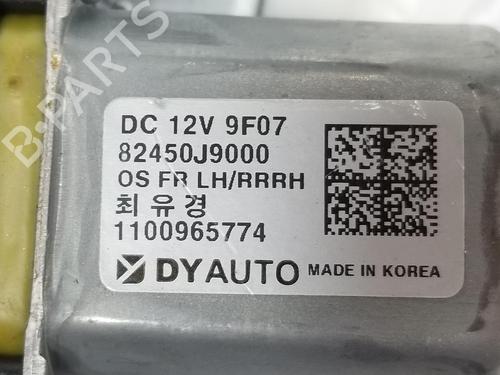 B-PARTS
DC 12V 9F07
82450J9000
OS FR LH/RRRH
최유경
1100965774
DYAUTO MADE IN KOREA